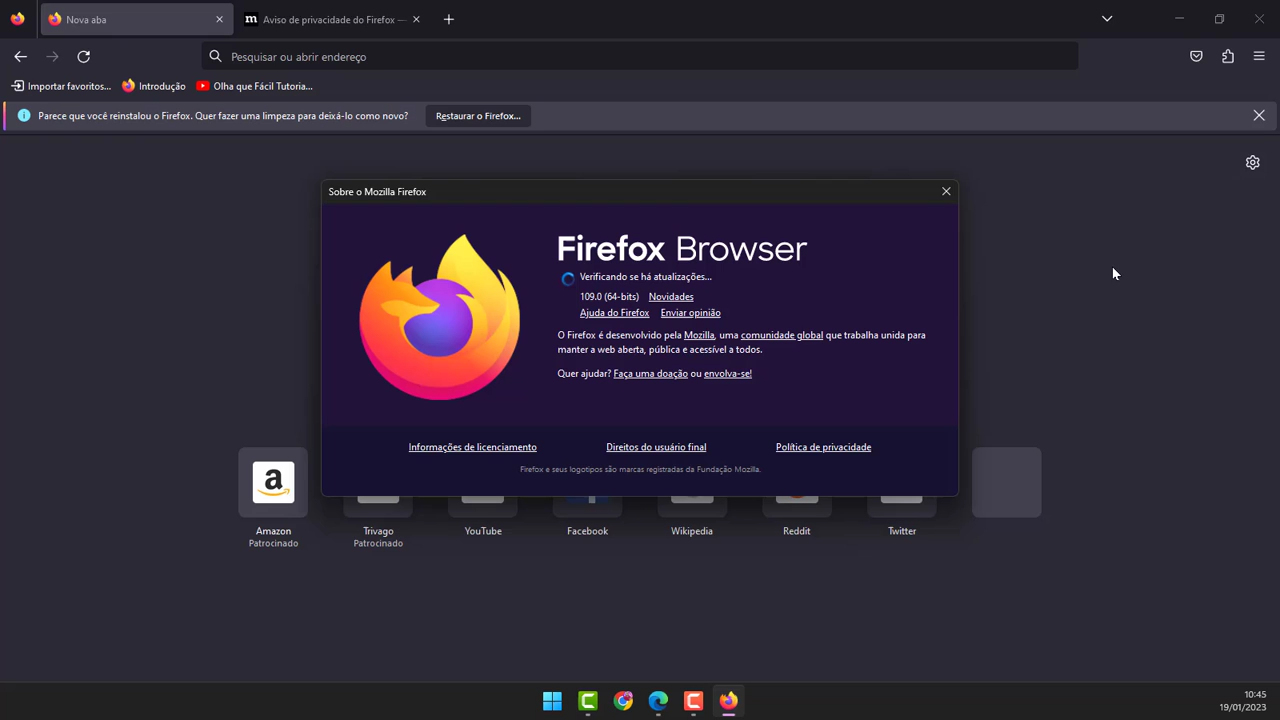 Nova aba
m Aviso de privacidade do Firefox —
Pesquisar ou abrir endereço
Importar favoritos...
Introdução
Olha que Fácil Tutoria...
Parece que você reinstalou o Firefox. Quer fazer uma limpeza para deixá-lo como novo?
Restaurar o Firefox...
Sobre o Mozilla Firefox
Firefox Browser
Verificando se há atualizações...
109.0 (64-bits) Novidades
Ajuda do Firefox Enviar opinião
O Firefox é desenvolvido pela Mozilla, uma comunidade global que trabalha unida para
manter a web aberta, pública e acessível a todos.
Quer ajudar? Faça uma doação ou envolva-se!
Informações de licenciamento
Direitos do usuário final
Política de privacidade
Firefox e seus logotipos são marcas registradas da Fundação Mozilla.
a
Amazon
Patrocinado
Trivago
Patrocinado
YouTube
Facebook
Wikipedia
Reddit
Twitter
10:45
19/01/2023